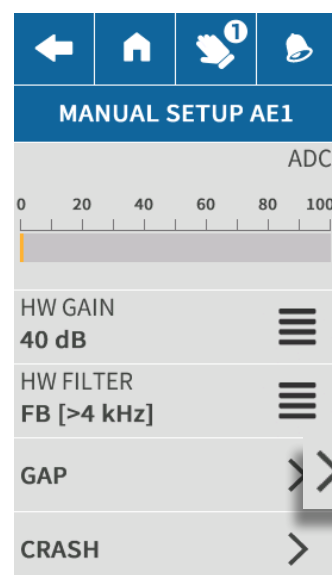 1
MANUAL SETUP AE1
ADC
0 20 40 60 80 100
HW GAIN
40 dB
HW FILTER
FB [>4 kHz]
GAP
CRASH